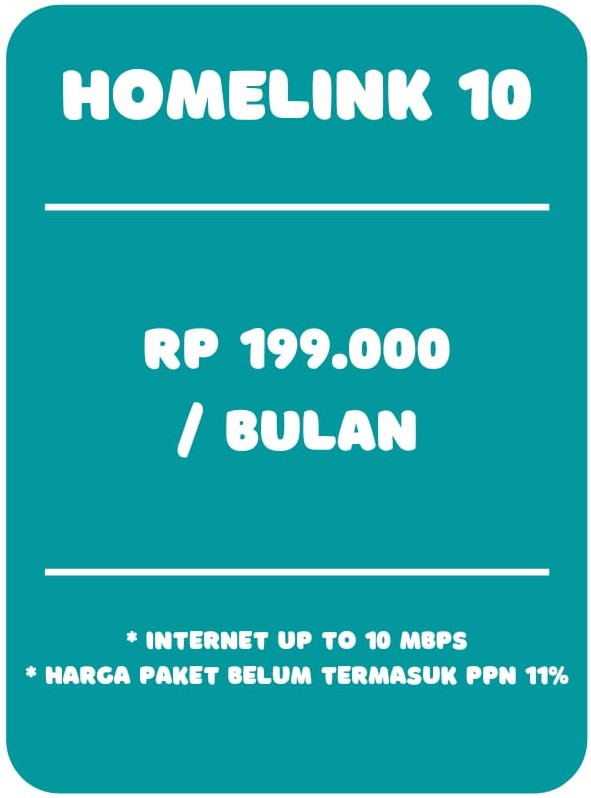 HOMELINK 10
RP 199.000
/ BULAN
* INTERNET UP TO 10 MBPS
* HARGA PAKET BELUM TERMASUK PPN 11%